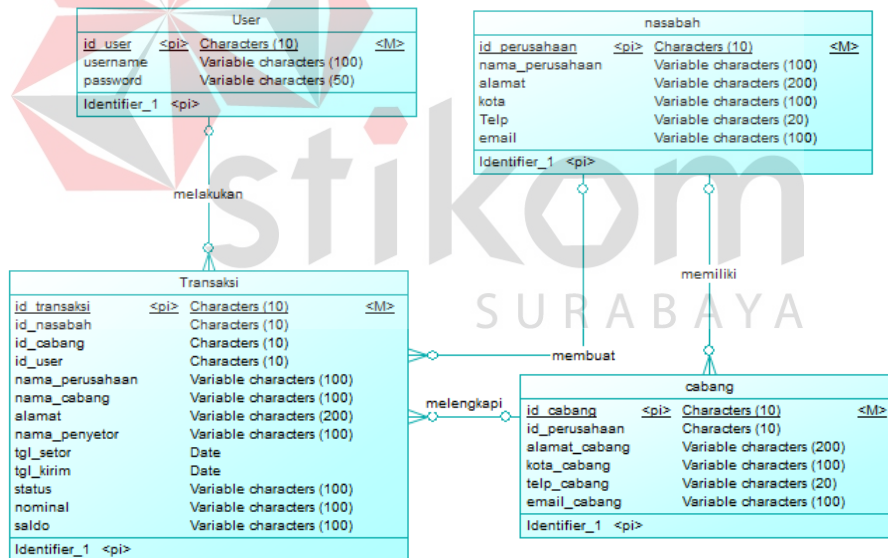 User
id_user <pi> Characters (10) <M>
username Variable characters (100)
password Variable characters (50)
Identifier_1 <pi>
nasabah
id_perusahaan <pi> Characters (10) <M>
nama_perusahaan Variable characters (100)
alamat Variable characters (200)
kota Variable characters (100)
Telp Variable characters (20)
email Variable characters (100)
Identifier_1 <pi>
melakukan
stikom
SURABAYA
memiliki
membuat
melengkapi
Transaksi
id_transaksi <pi> Characters (10) <M>
id_nasabah Characters (10)
id_cabang Characters (10)
id_user Characters (10)
nama_perusahaan Variable characters (100)
nama_cabang Variable characters (100)
alamat Variable characters (200)
nama_penyetor Variable characters (100)
tgl_setor Date
tgl_kirim Date
status Variable characters (100)
nominal Variable characters (100)
saldo Variable characters (100)
Identifier_1 <pi>
cabang
id_cabang <pi> Characters (10) <M>
id_perusahaan Characters (10)
alamat_cabang Variable characters (200)
kota_cabang Variable characters (100)
telp_cabang Variable characters (20)
email_cabang Variable characters (100)
Identifier_1 <pi>